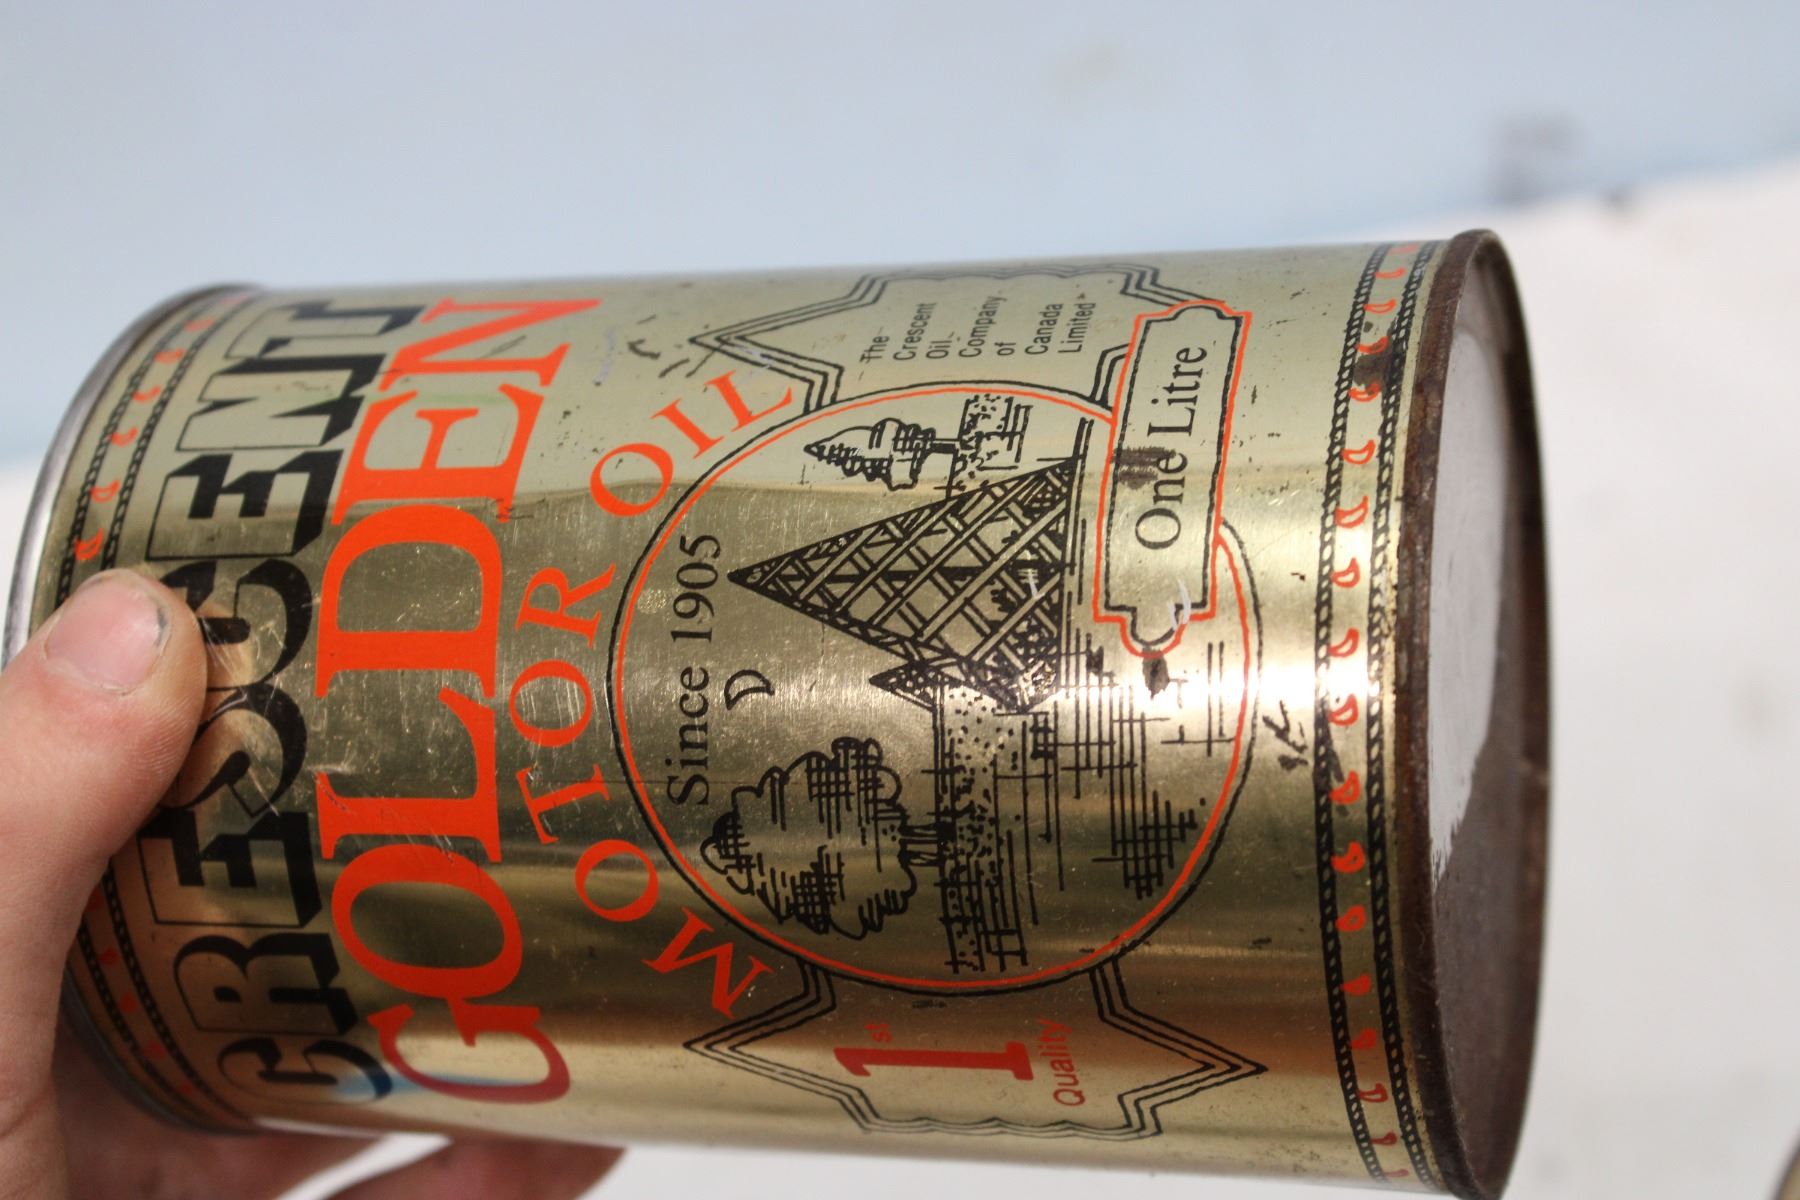 CRESCENT
GOLDEN
MOTOR OIL
Since 1905
1st
Quality
The
Crescent
Oil
Company
of
Canada
Limited
One Litre